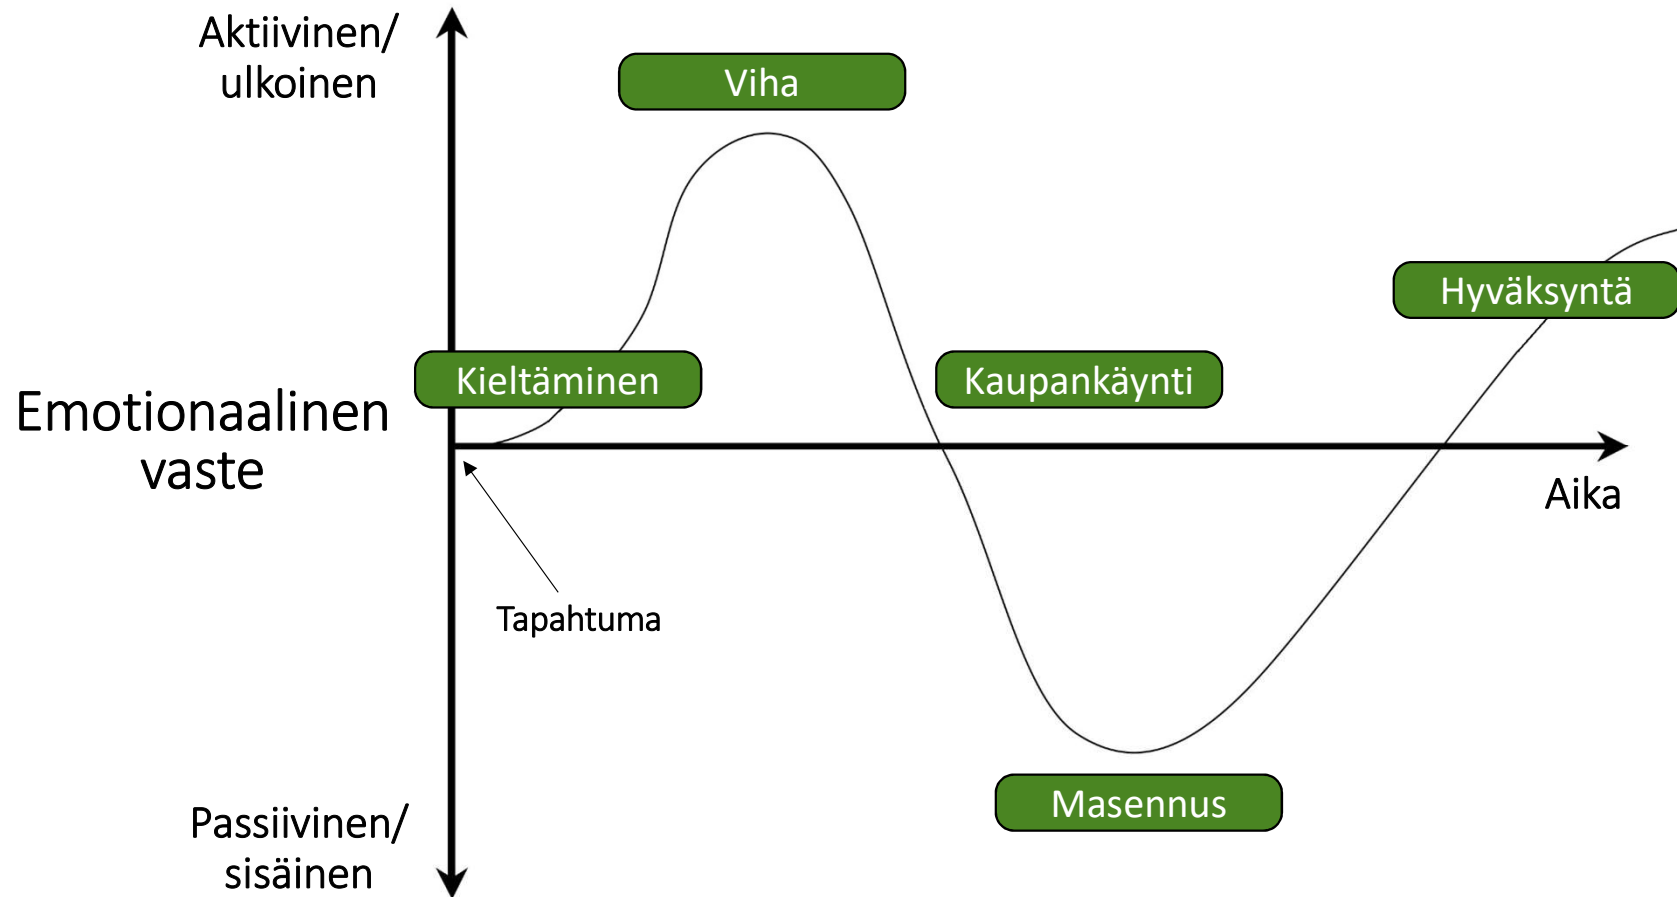 Aktiivinen/
ulkoinen
Viha
Hyväksyntä
Kieltäminen
Kaupankäynti
Emotionaalinen
vaste
Aika
Tapahtuma
Masennus
Passiivinen/
sisäinen